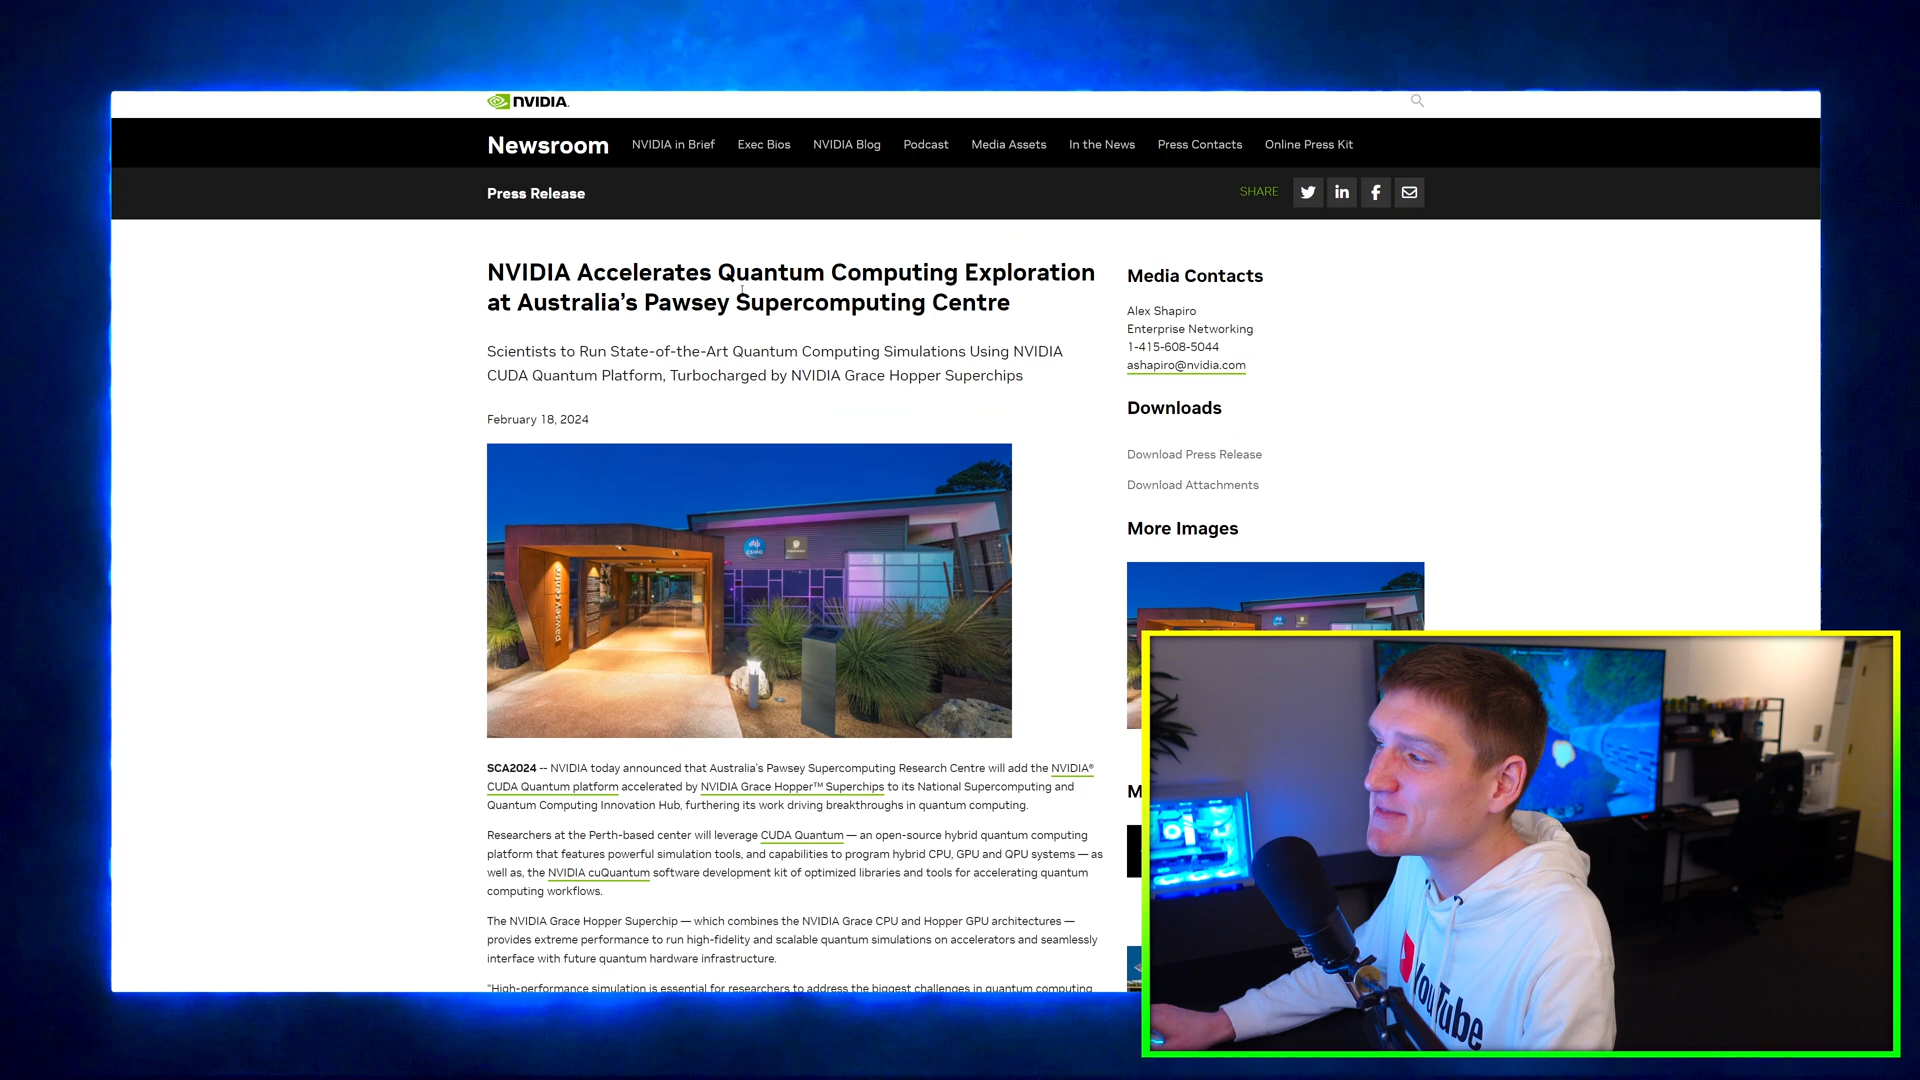 NVIDIA.
Newsroom
NVIDIA in Brief
Exec Bios
NVIDIA Blog
Podcast
Media Assets
In the News
Press Contacts
Online Press Kit
Press Release
SHARE
NVIDIA Accelerates Quantum Computing Exploration
at Australia’s Pawsey Supercomputing Centre
Scientists to Run State-of-the-Art Quantum Computing Simulations Using NVIDIA
CUDA Quantum Platform, Turbocharged by NVIDIA Grace Hopper Superchips
February 18, 2024
pawsey centre
CSIRO
SCA2024 -- NVIDIA today announced that Australia’s Pawsey Supercomputing Research Centre will add the NVIDIA®
CUDA Quantum platform accelerated by NVIDIA Grace Hopper™ Superchips to its National Supercomputing and
Quantum Computing Innovation Hub, furthering its work driving breakthroughs in quantum computing.
Researchers at the Perth-based center will leverage CUDA Quantum — an open-source hybrid quantum computing
platform that features powerful simulation tools, and capabilities to program hybrid CPU, GPU and QPU systems — as
well as, the NVIDIA cuQuantum software development kit of optimized libraries and tools for accelerating quantum
computing workflows.
The NVIDIA Grace Hopper Superchip — which combines the NVIDIA Grace CPU and Hopper GPU architectures —
provides extreme performance to run high-fidelity and scalable quantum simulations on accelerators and seamlessly
interface with future quantum hardware infrastructure.
“High-performance simulation is essential for researchers to address the biggest challenges in quantum computing
Media Contacts
Alex Shapiro
Enterprise Networking
1-415-608-5044
ashapiro@nvidia.com
Downloads
Download Press Release
Download Attachments
More Images
M
YouTube